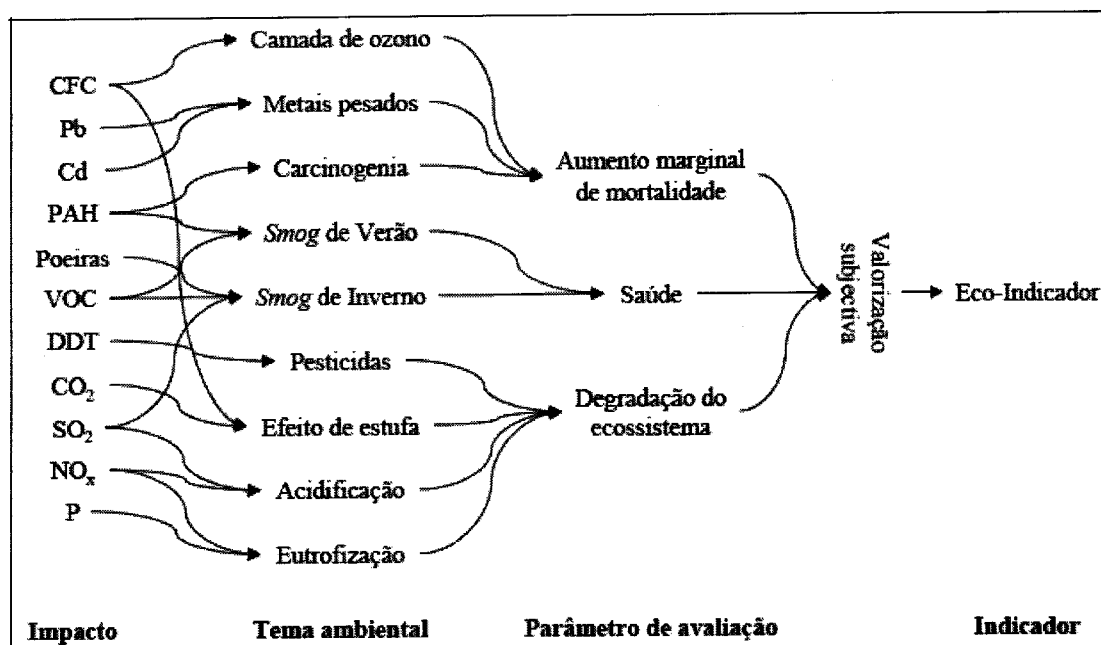 CFC
Pb
Cd
PAH
Poeiras
VOC
DDT
CO₂
SO₂
NOₓ
P
Camada de ozono
Metais pesados
Carcinogenia
Smog de Verão
Smog de Inverno
Pesticidas
Efeito de estufa
Acidificação
Eutrofização
Aumento marginal
de mortalidade
Saúde
Degradação do
ecossistema
Valorização
subjectiva
Eco-Indicador
Impacto
Tema ambiental
Parâmetro de avaliação
Indicador